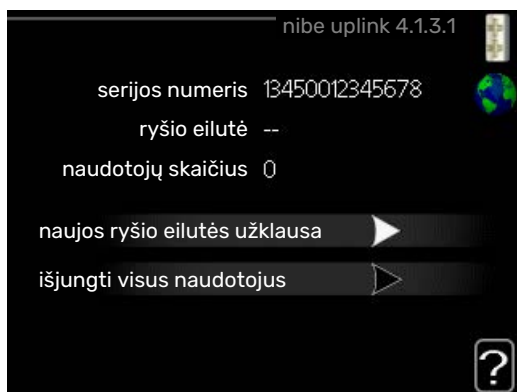 nibe uplink 4.1.3.1
serijos numeris 13450012345678
ryšio eilutė --
naudotojų skaičius 0
naujos ryšio eilutės užklausa
išjungti visus naudotojus
?